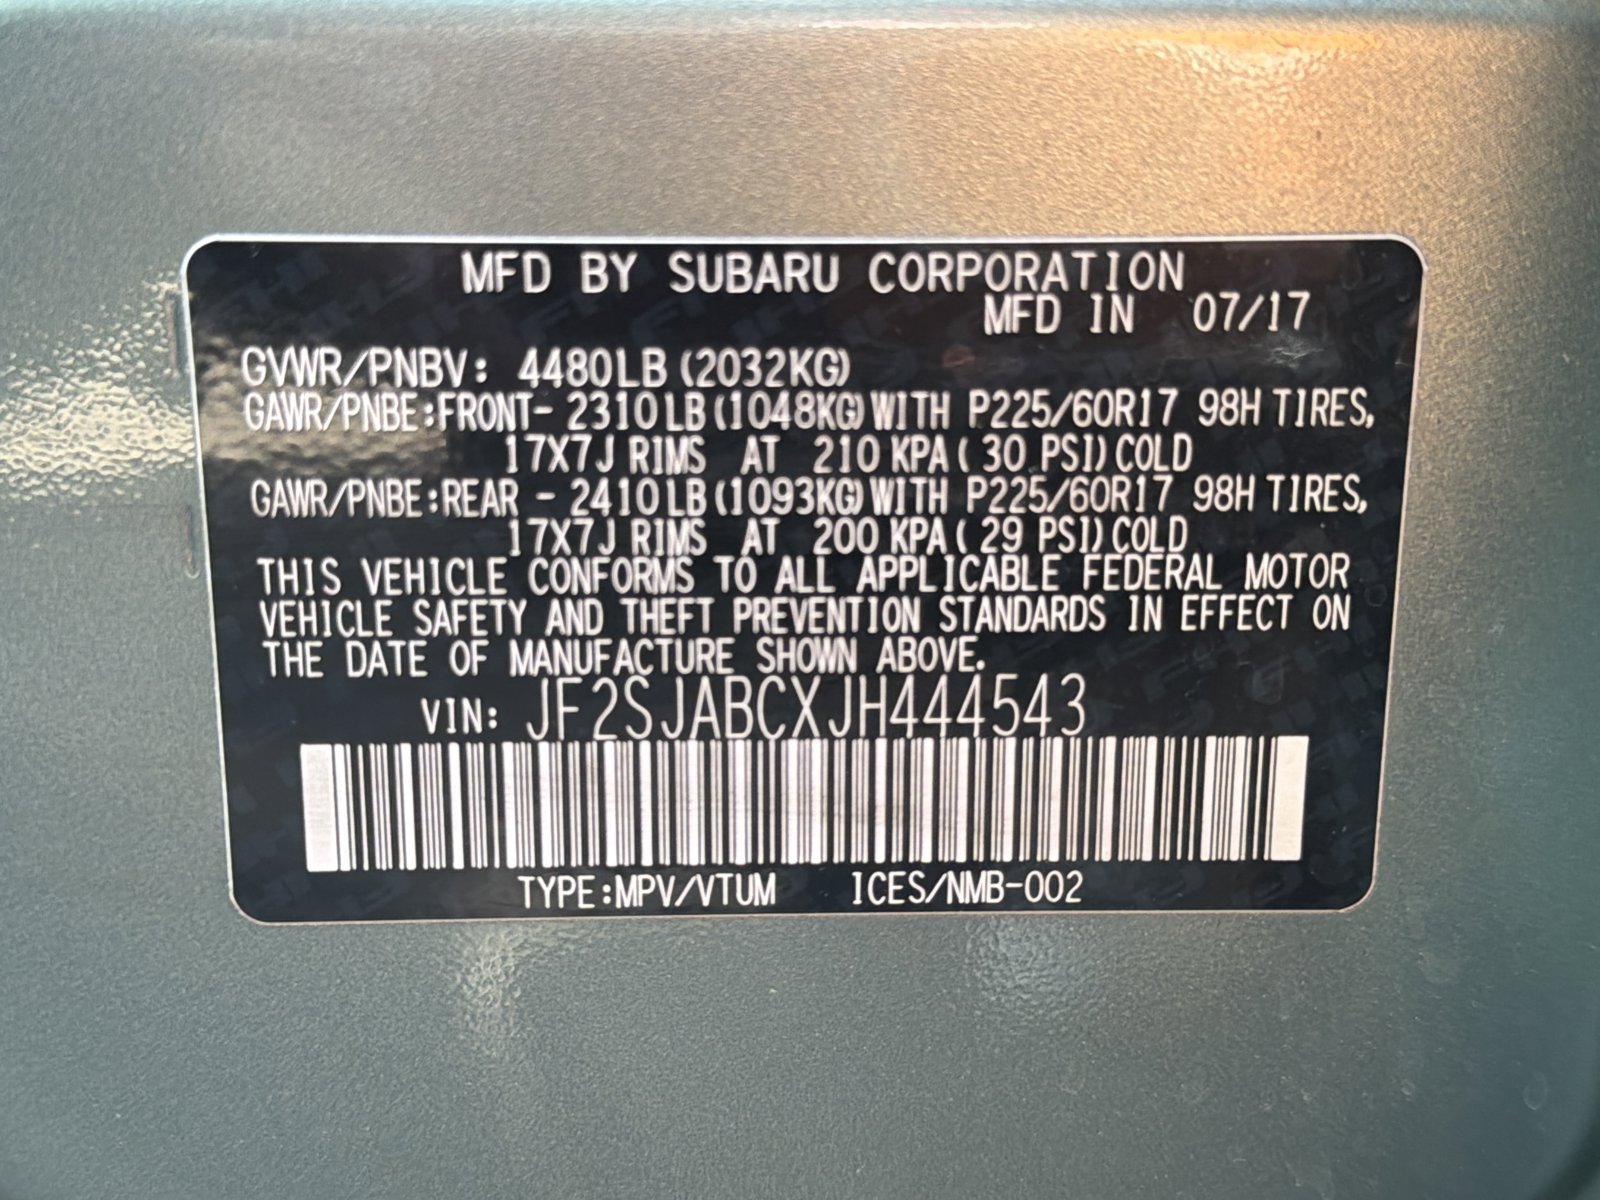 MFD BY SUBARU CORPORATION
MFD IN 07/17
GVWR/PNBV: 4480LB (2032KG)
GAWR/PNBE:FRONT- 2310LB (1048KG) WITH P225/60R17 98H TIRES,
17X7J RIMS AT 210 KPA ( 30 PSI) COLD
GAWR/PNBE:REAR - 2410LB (1093KG) WITH P225/60R17 98H TIRES,
17X7J RIMS AT 200 KPA ( 29 PSI) COLD
THIS VEHICLE CONFORMS TO ALL APPLICABLE FEDERAL MOTOR
VEHICLE SAFETY AND THEFT PREVENTION STANDARDS IN EFFECT ON
THE DATE OF MANUFACTURE SHOWN ABOVE.
VIN: JF2SJABCXJH444543
TYPE:MPV/VTUM ICES/NMB-002